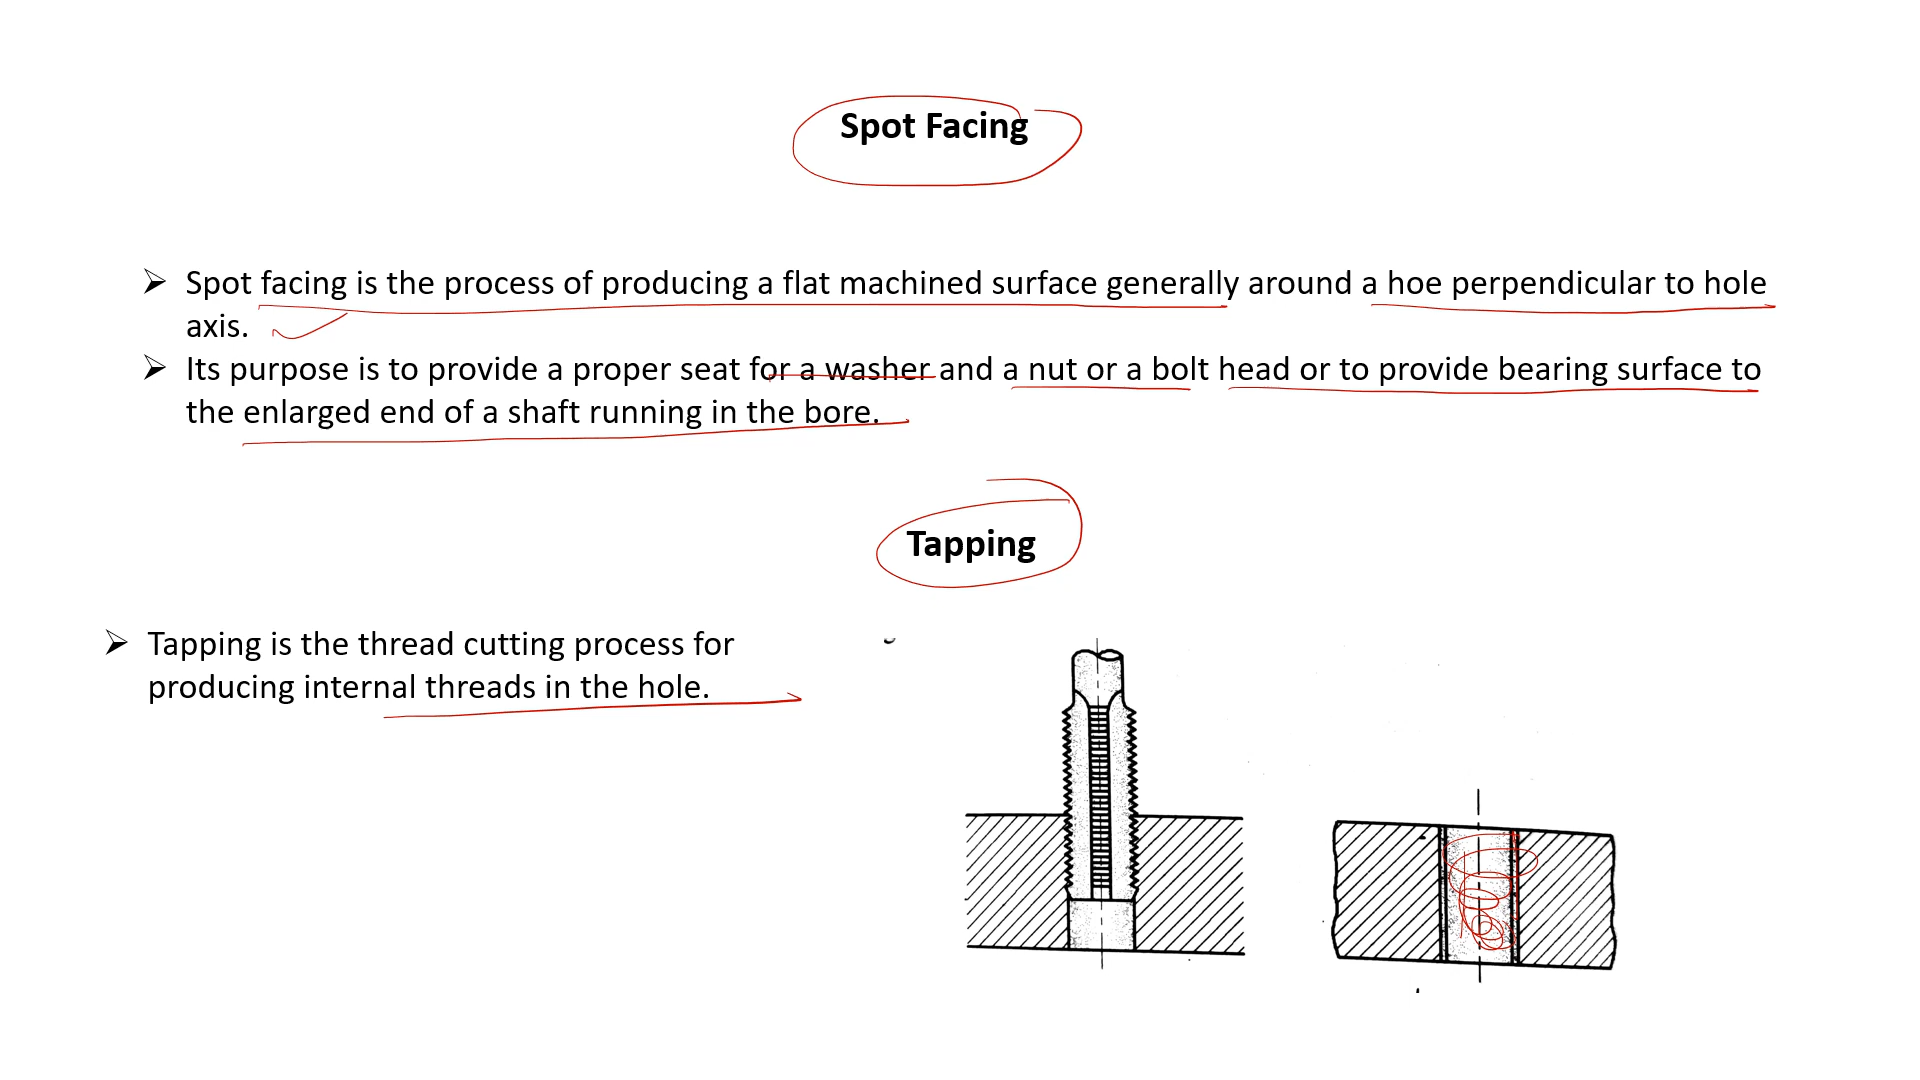 Spot Facing
➢ Spot facing is the process of producing a flat machined surface generally around a hoe perpendicular to hole
axis.
➢ Its purpose is to provide a proper seat for a washer and a nut or a bolt head or to provide bearing surface to
the enlarged end of a shaft running in the bore.
Tapping
➢ Tapping is the thread cutting process for
producing internal threads in the hole.